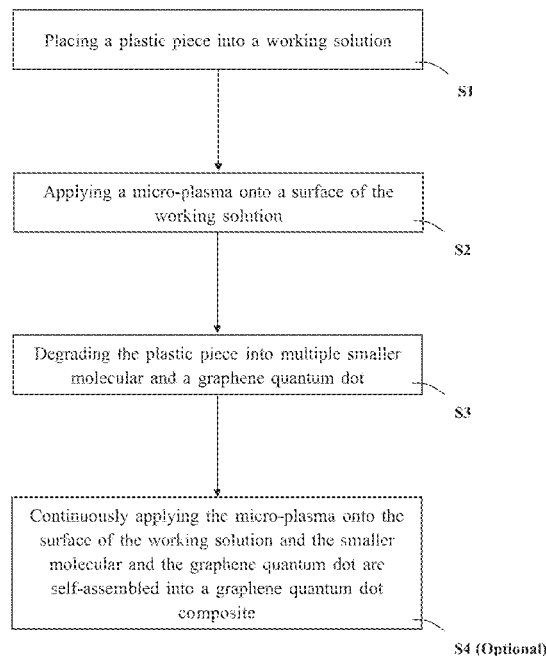 Placing a plastic piece into a working solution
S1
Applying a micro-plasma onto a surface of the
working solution
S2
Degrading the plastic piece into multiple smaller
molecular and a graphene quantum dot
S3
Continuously applying the micro-plasma onto the
surface of the working solution and the smaller
molecular and the graphene quantum dot are
self-assembled into a graphene quantum dot
composite
S4 (Optional)